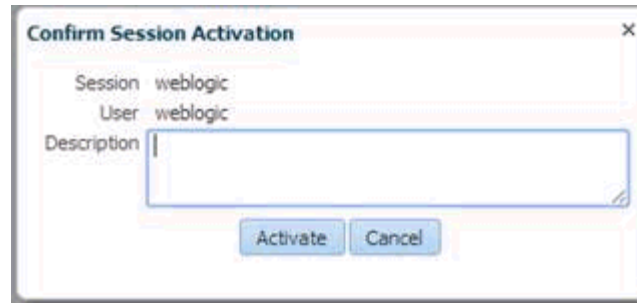 Confirm Session Activation
Session weblogic
User weblogic
Description
Activate Cancel